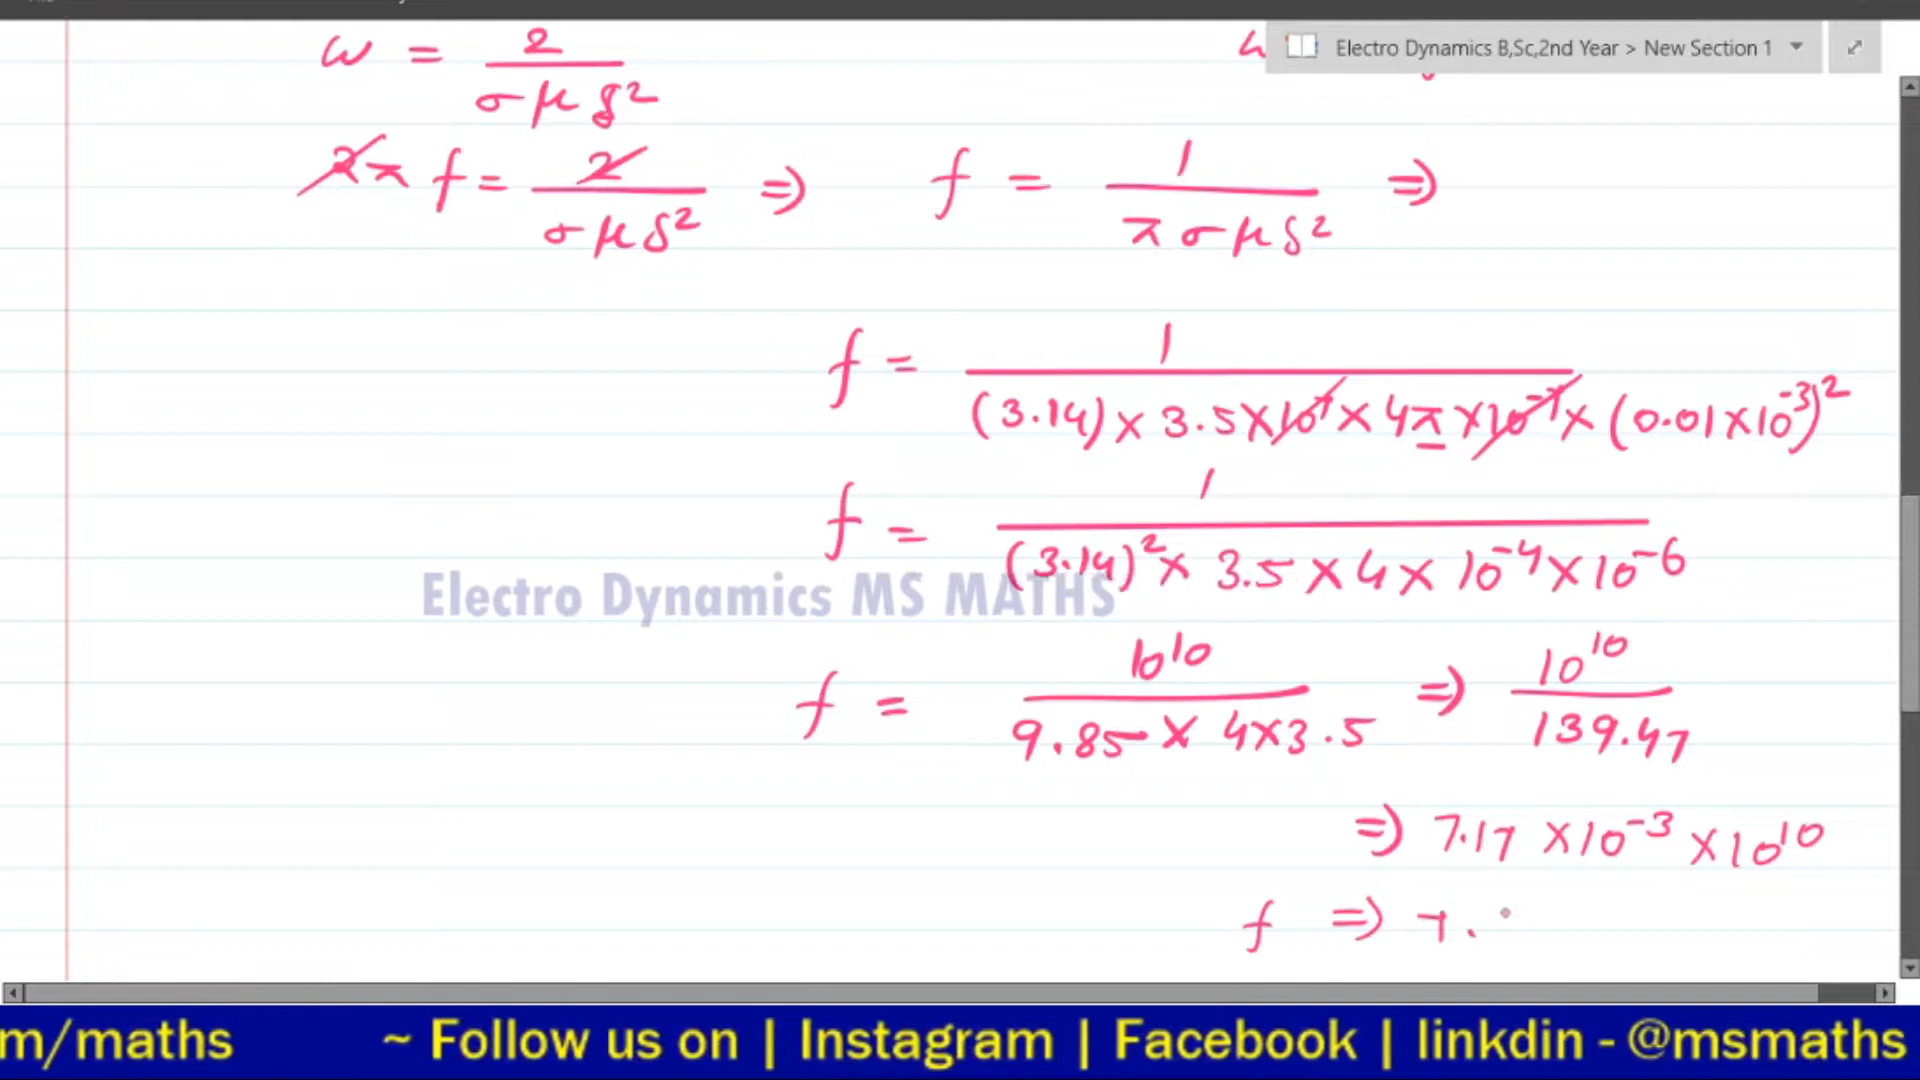 Electro Dynamics B,Sc,2nd Year > New Section 1
ω = 2 / σμδ²
2π f = 2 / σμδ² ⇒ f = 1 / πσμδ² ⇒
f = 1 / (3.14) × 3.5 × 10⁷ × 4π × 10⁻⁷ × (0.01 × 10⁻³)²
f = 1 / (3.14)² × 3.5 × 4 × 10⁻⁴ × 10⁻⁶
Electro Dynamics MS MATHS
f = 10¹⁰ / 9.85 × 4 × 3.5 ⇒ 10¹⁰ / 139.47
⇒ 7.17 × 10⁻³ × 10¹⁰
f ⇒ 7.
m/maths ~ Follow us on | Instagram | Facebook | linkdin - @msmaths